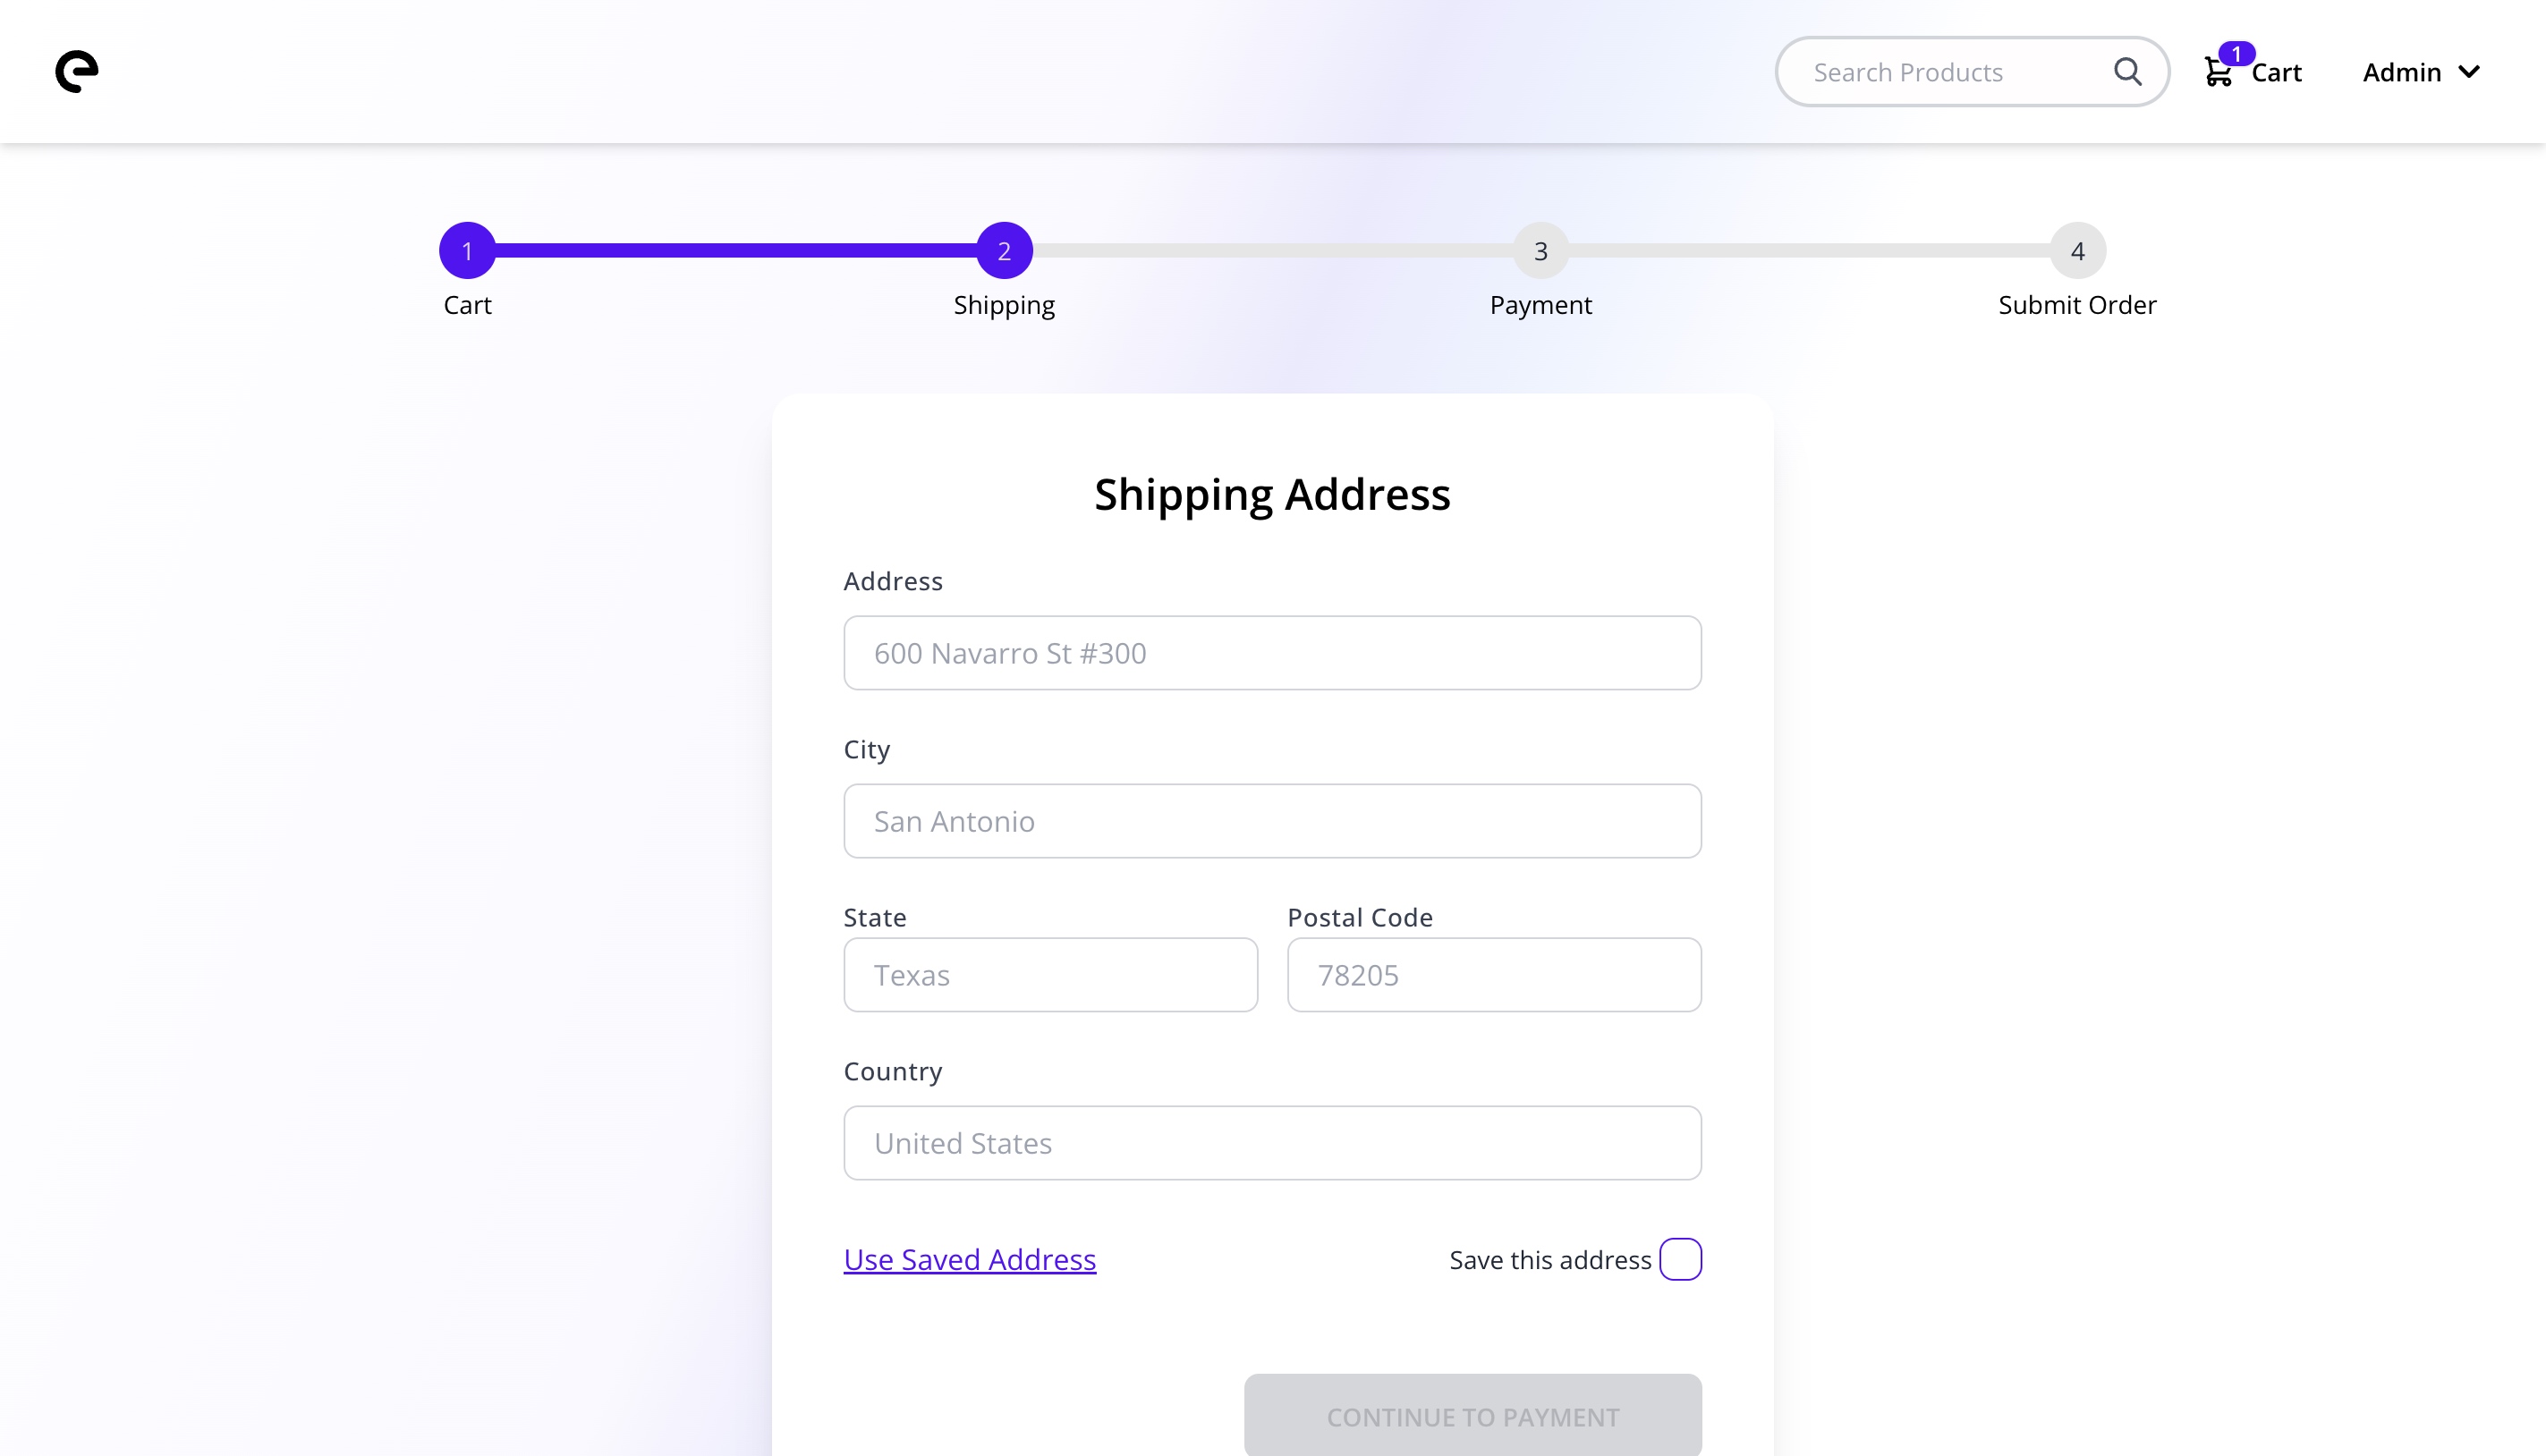 e
Search Products
1
Cart
Admin
1
2
3
4
Cart
Shipping
Payment
Submit Order
Shipping Address
Address
600 Navarro St #300
City
San Antonio
State
Postal Code
Texas
78205
Country
United States
Use Saved Address
Save this address
CONTINUE TO PAYMENT